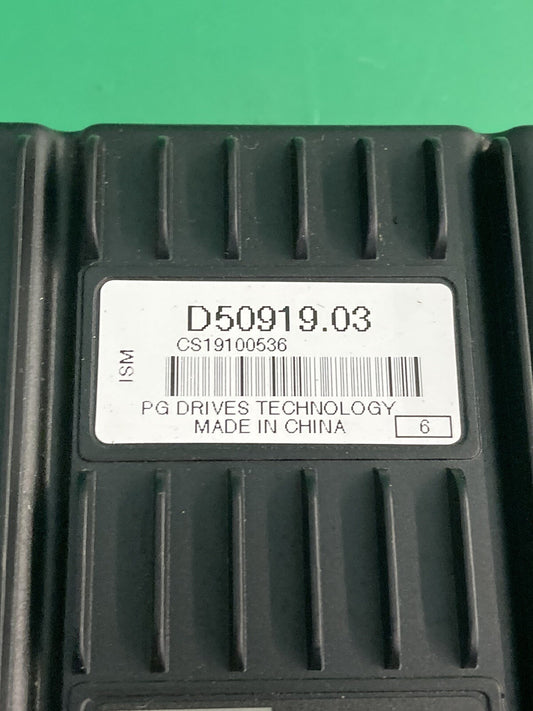 D50919.03
CS19100536
ISM
PG DRIVES TECHNOLOGY
MADE IN CHINA
6